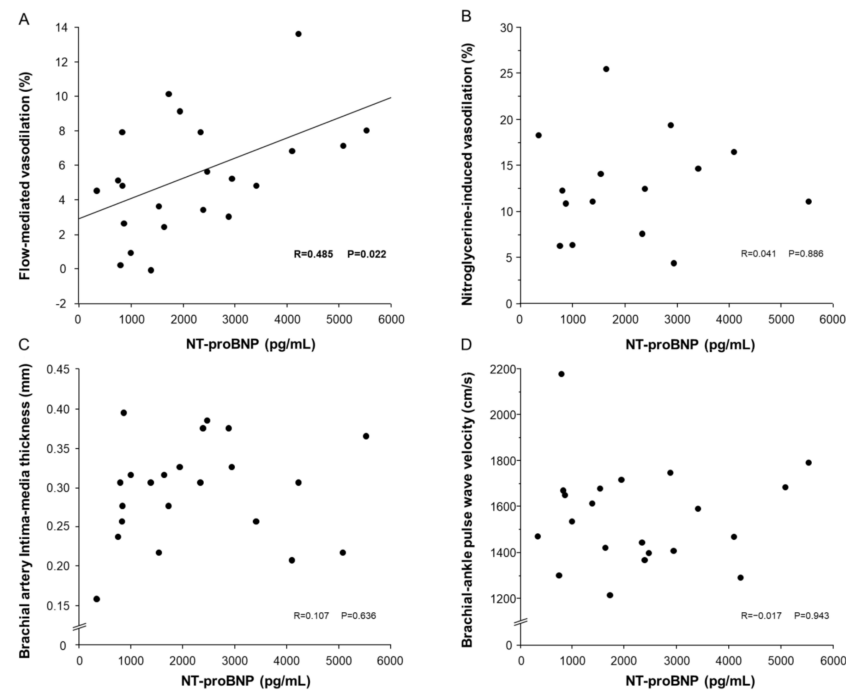 A
Flow-mediated vasodilation (%)
14
12
10
8
6
4
2
0
-2
R=0.485 P=0.022
0 1000 2000 3000 4000 5000 6000
NT-proBNP (pg/mL)
B
Nitroglycerine-induced vasodilation (%)
30
25
20
15
10
5
0
R=0.041 P=0.886
0 1000 2000 3000 4000 5000 6000
NT-proBNP (pg/mL)
C
Brachial artery Intima-media thickness (mm)
0.45
0.40
0.35
0.30
0.25
0.20
0.15
0
R=0.107 P=0.636
0 1000 2000 3000 4000 5000 6000
NT-proBNP (pg/mL)
D
Brachial-ankle pulse wave velocity (cm/s)
2200
2000
1800
1600
1400
1200
0
R=−0.017 P=0.943
0 1000 2000 3000 4000 5000 6000
NT-proBNP (pg/mL)